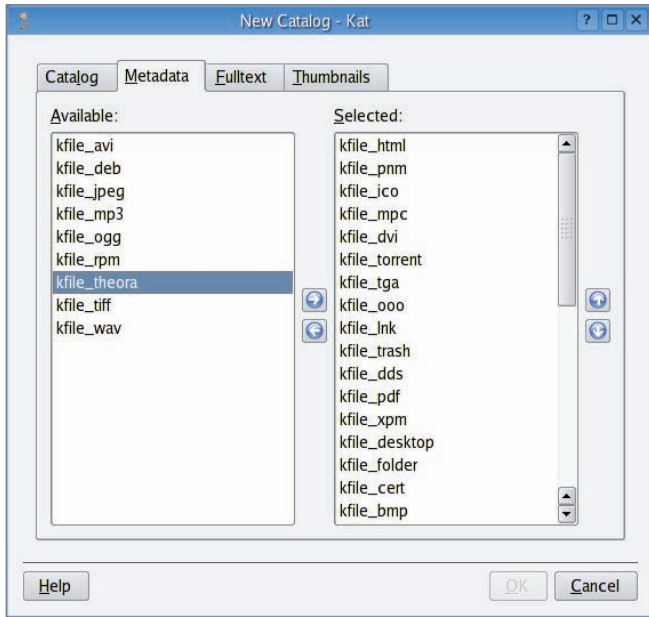 New Catalog - Kat
Catalog
Metadata
Fulltext
Thumbnails
Available:
kfile_avi
kfile_deb
kfile_jpeg
kfile_mp3
kfile_ogg
kfile_rpm
kfile_theora
kfile_tiff
kfile_wav
Selected:
kfile_html
kfile_pnm
kfile_ico
kfile_mpc
kfile_dvi
kfile_torrent
kfile_tga
kfile_ooo
kfile_lnk
kfile_trash
kfile_dds
kfile_pdf
kfile_xpm
kfile_desktop
kfile_folder
kfile_cert
kfile_bmp
Help
OK
Cancel